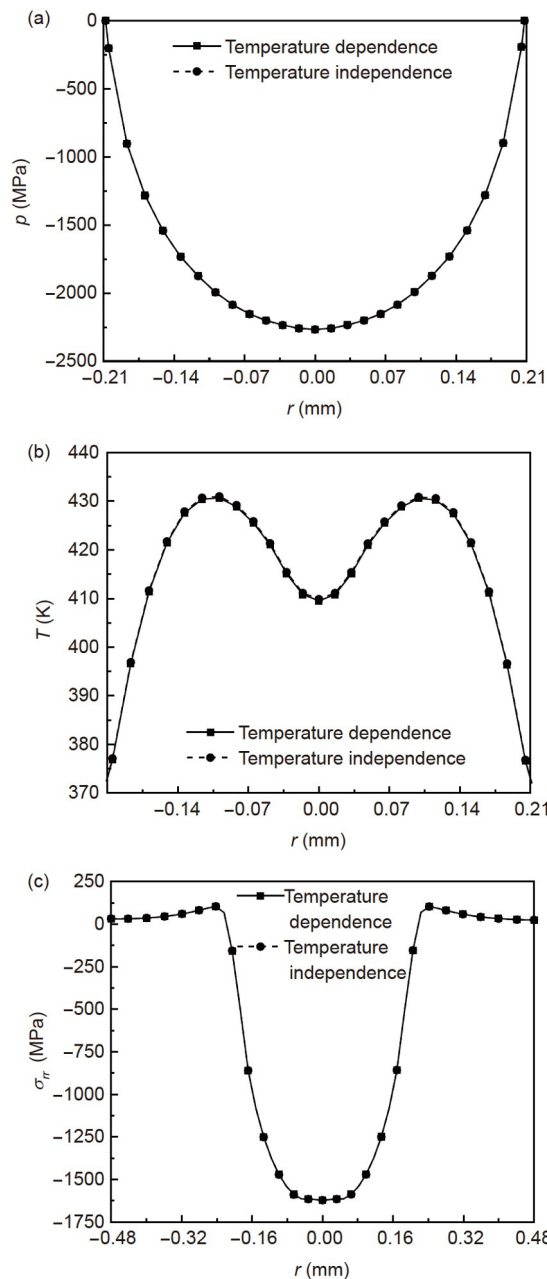 (a)
0
Temperature dependence
Temperature independence
−500
−1000
p (MPa)
−1500
−2000
−2500
−0.21 −0.14 −0.07 0.00 0.07 0.14 0.21
r (mm)
(b)
440
430
420
410
T (K)
400
390
Temperature dependence
380
Temperature independence
370
−0.14 −0.07 0.00 0.07 0.14 0.21
r (mm)
(c)
250
Temperature
dependence
0
Temperature
independence
−250
−500
σrr (MPa)
−750
−1000
−1250
−1500
−1750
−0.48 −0.32 −0.16 0.00 0.16 0.32 0.48
r (mm)